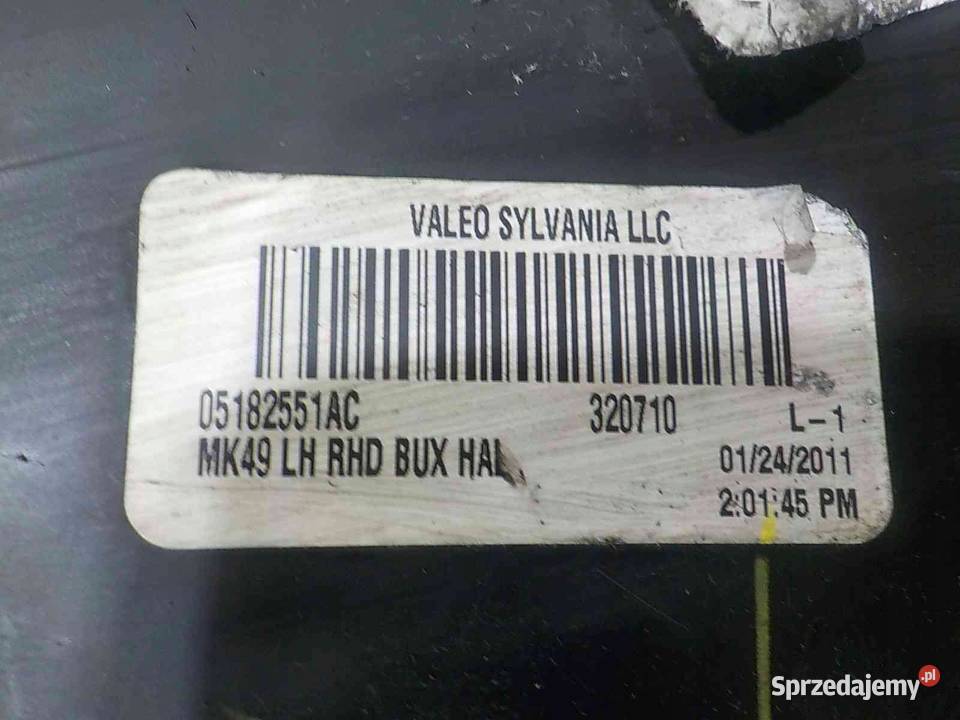 VALEO SYLVANIA LLC
05182551AC 320710 L-1
MK49 LH RHD BUX HAL 01/24/2011
2:01:45 PM
Sprzedajemy.pl